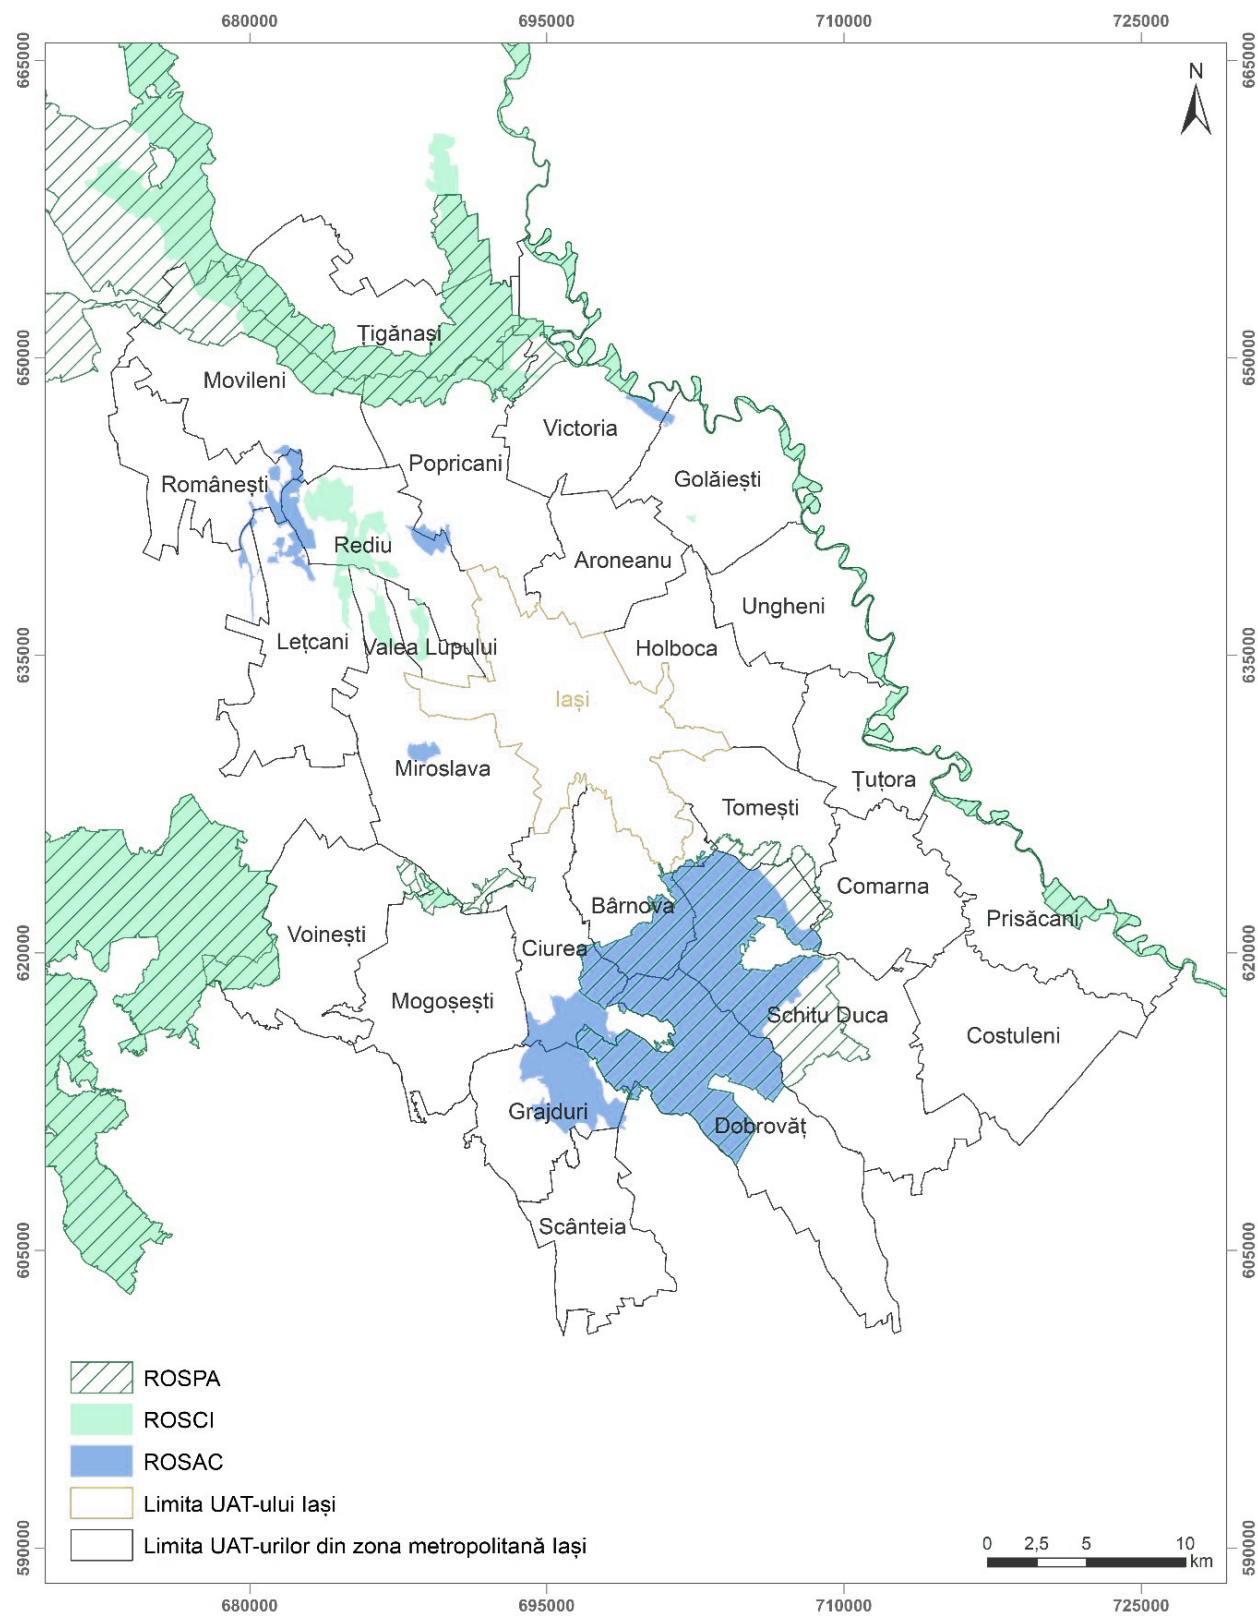 680000 695000 710000 725000
665000 665000
N
Țigănași
650000 650000
Movileni
Victoria
Popricani
Golăiești
Românești
Rediu
Aroneanu
Ungheni
Lețcani
Valea Lupului
Holboca
635000 635000
Iași
Miroslava
Țuțora
Tomești
Comarna
Bârnova
Prisăcani
Voinești
Ciurea
620000 620000
Mogoșești
Schitu Duca
Costuleni
Grajduri
Dobrovăț
Scânteia
605000 605000
ROSPA
ROSCI
ROSAC
Limita UAT-ului Iași
Limita UAT-urilor din zona metropolitană Iași
0 2,5 5 10
km
590000 590000
680000 695000 710000 725000